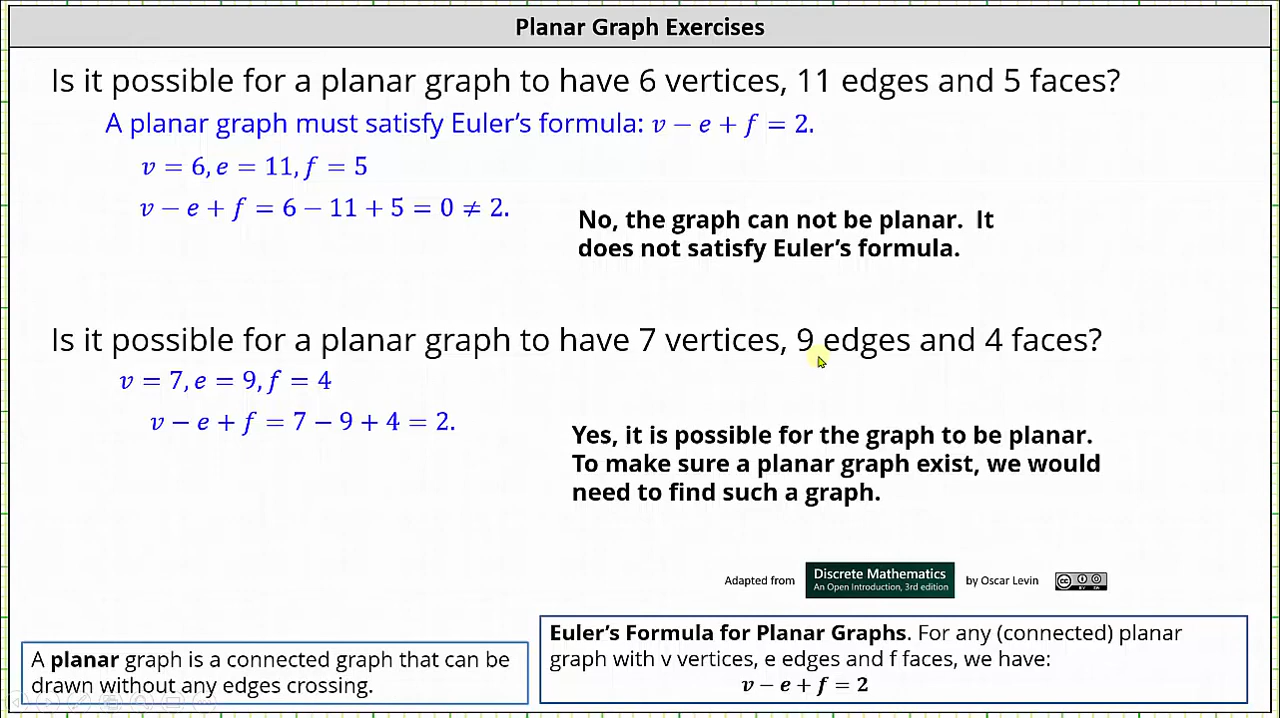 Planar Graph Exercises
Is it possible for a planar graph to have 6 vertices, 11 edges and 5 faces?
A planar graph must satisfy Euler's formula: v − e + f = 2.
v = 6, e = 11, f = 5
v − e + f = 6 − 11 + 5 = 0 ≠ 2.
No, the graph can not be planar. It
does not satisfy Euler's formula.
Is it possible for a planar graph to have 7 vertices, 9 edges and 4 faces?
v = 7, e = 9, f = 4
v − e + f = 7 − 9 + 4 = 2.
Yes, it is possible for the graph to be planar.
To make sure a planar graph exist, we would
need to find such a graph.
Adapted from
Discrete Mathematics
An Open Introduction, 3rd edition
by Oscar Levin
A planar graph is a connected graph that can be
drawn without any edges crossing.
Euler's Formula for Planar Graphs. For any (connected) planar
graph with v vertices, e edges and f faces, we have:
v − e + f = 2